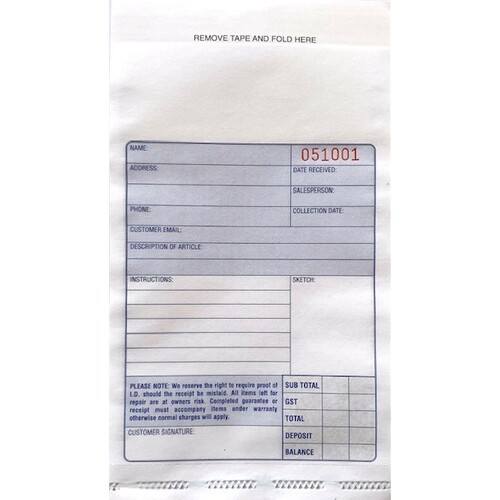 REMOVE TAPE AND FOLD HERE
NAME:
051001
ADDRESS:
DATE RECEIVED:
SALESPERSON:
PHONE:
COLLECTION DATE:
CUSTOMER EMAIL:
DESCRIPTION OF ARTICLE:
INSTRUCTIONS:
SKETCH:
PLEASE NOTE: We reserve the right to require proof of
I.D. should the receipt be mislaid. All items left for
repair are at owners risk. Completed guarantee or
receipt must accompany items under warranty
otherwise normal charges will apply.
CUSTOMER SIGNATURE:
SUB TOTAL
GST
TOTAL
DEPOSIT
BALANCE